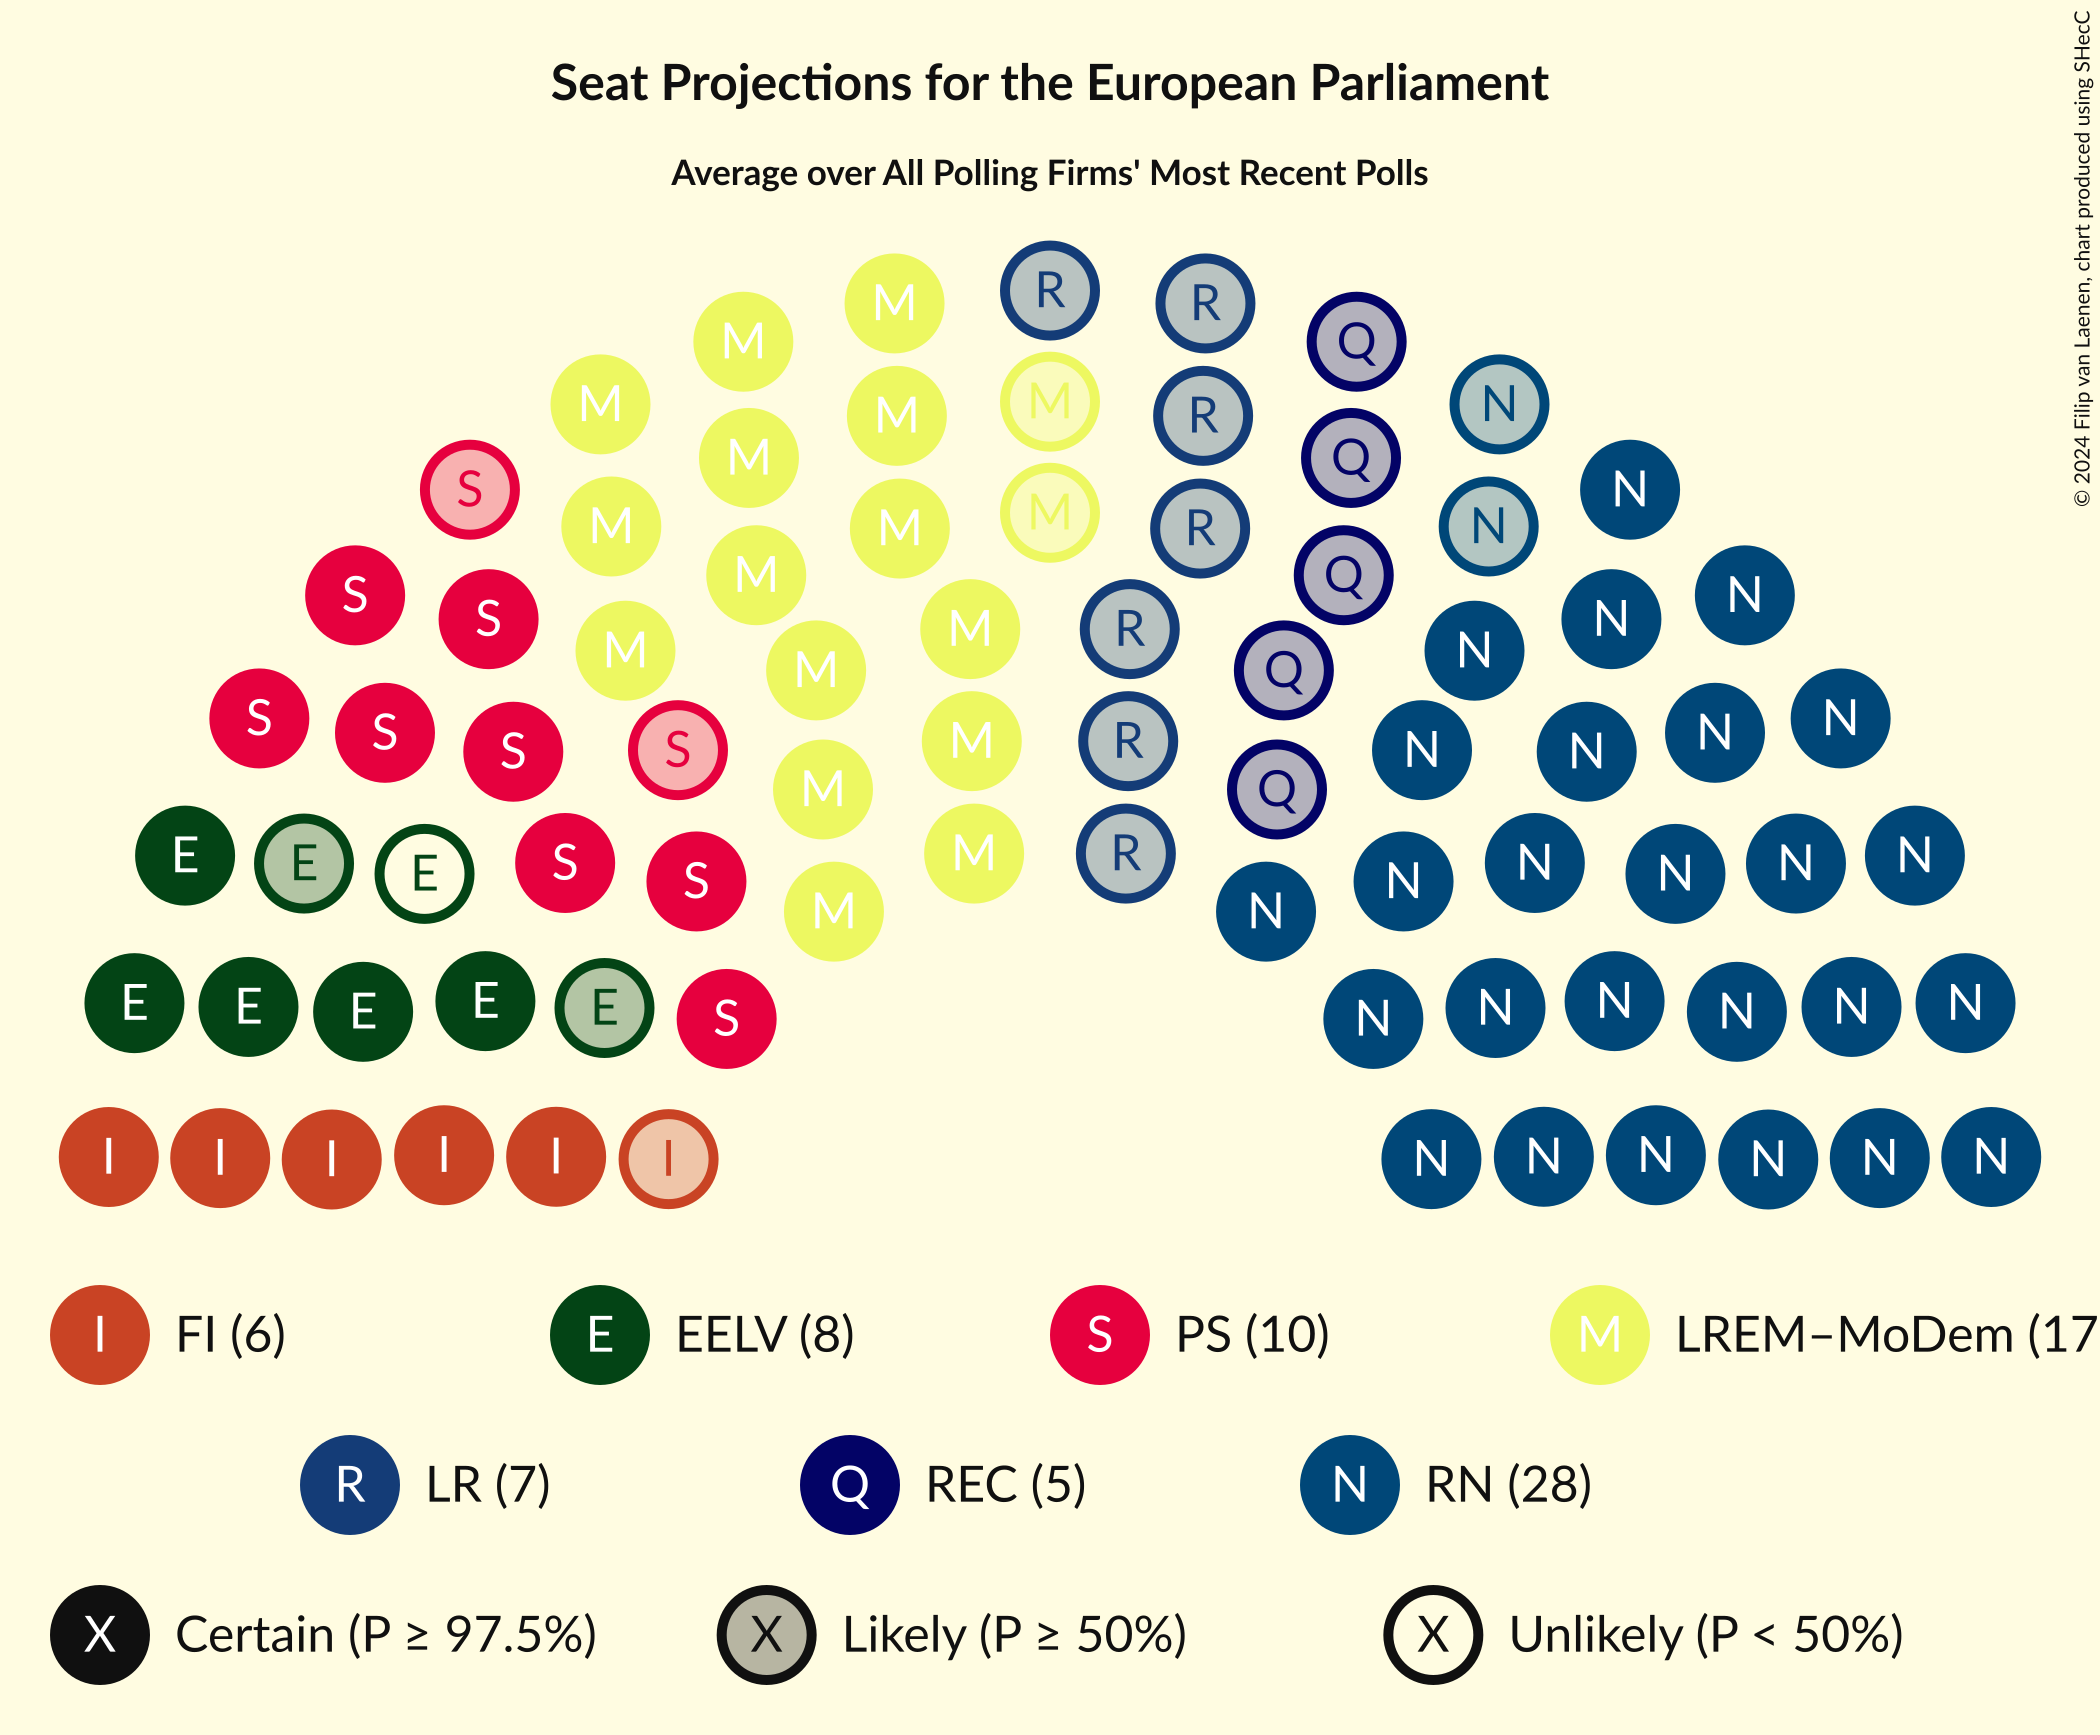 Seat Projections for the European Parliament
Average over All Polling Firms' Most Recent Polls
© 2024 Filip van Laenen, chart produced using SHecC
M R R
M Q
M M M R N
M Q
S N
M M M R N
M Q
S N
S M R N
M M Q N
S S S S M R N N N N
M Q
E E E S S M R N N N N N
M N
E E E E E S N N N N N N
I I I I I I N N N N N N
I FI (6) E EELV (8) S PS (10) M LREM–MoDem (17
R LR (7) Q REC (5) N RN (28)
X Certain (P ≥ 97.5%) X Likely (P ≥ 50%) X Unlikely (P < 50%)